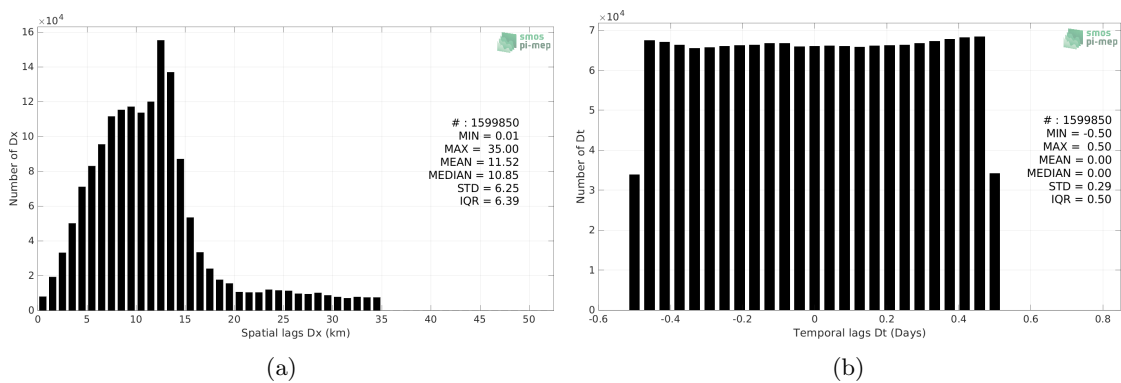 ×10⁴
16
14
12
10
8
6
4
2
0
Number of Dx
smos
pi-mep
# : 1599850
MIN = 0.01
MAX = 35.00
MEAN = 11.52
MEDIAN = 10.85
STD = 6.25
IQR = 6.39
0 5 10 15 20 25 30 35 40 45 50
Spatial lags Dx (km)
(a)
×10⁴
7
6
5
4
3
2
1
0
Number of Dt
smos
pi-mep
# : 1599850
MIN = -0.50
MAX = 0.50
MEAN = 0.00
MEDIAN = 0.00
STD = 0.29
IQR = 0.50
-0.6 -0.4 -0.2 0 0.2 0.4 0.6 0.8
Temporal lags Dt (Days)
(b)